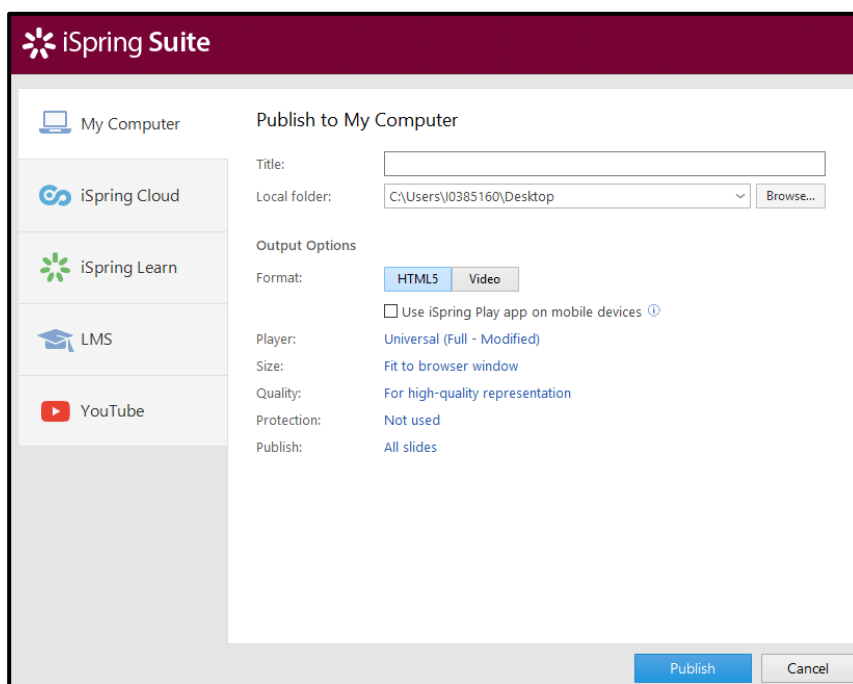 iSpring Suite
My Computer
iSpring Cloud
iSpring Learn
LMS
YouTube
Publish to My Computer
Title:
Local folder: C:\Users\I0385160\Desktop Browse...
Output Options
Format: HTML5 Video
Use iSpring Play app on mobile devices
Player: Universal (Full - Modified)
Size: Fit to browser window
Quality: For high-quality representation
Protection: Not used
Publish: All slides
Publish Cancel